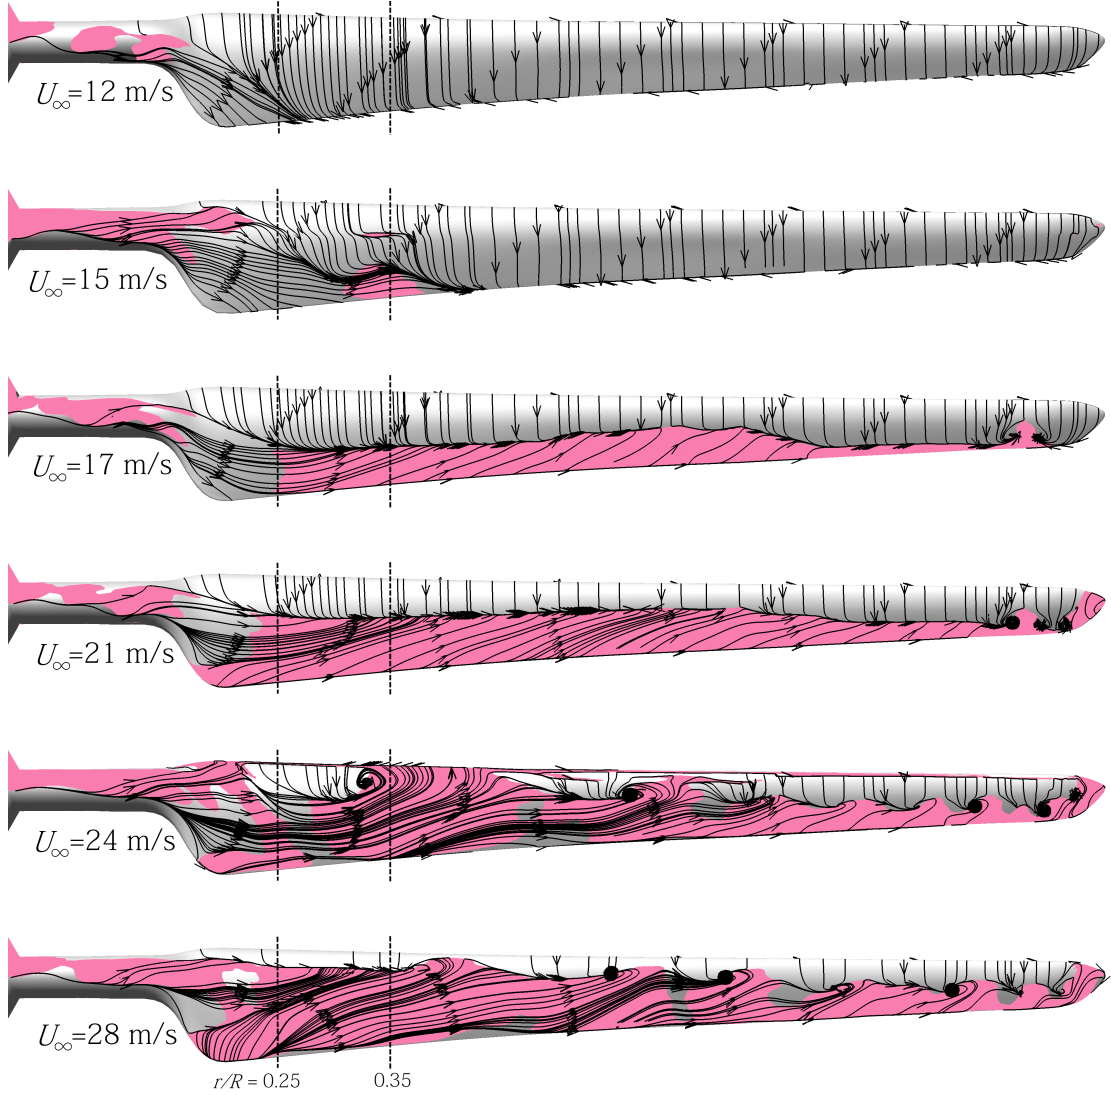 U∞=12 m/s
U∞=15 m/s
U∞=17 m/s
U∞=21 m/s
U∞=24 m/s
U∞=28 m/s
r/R = 0.25 0.35